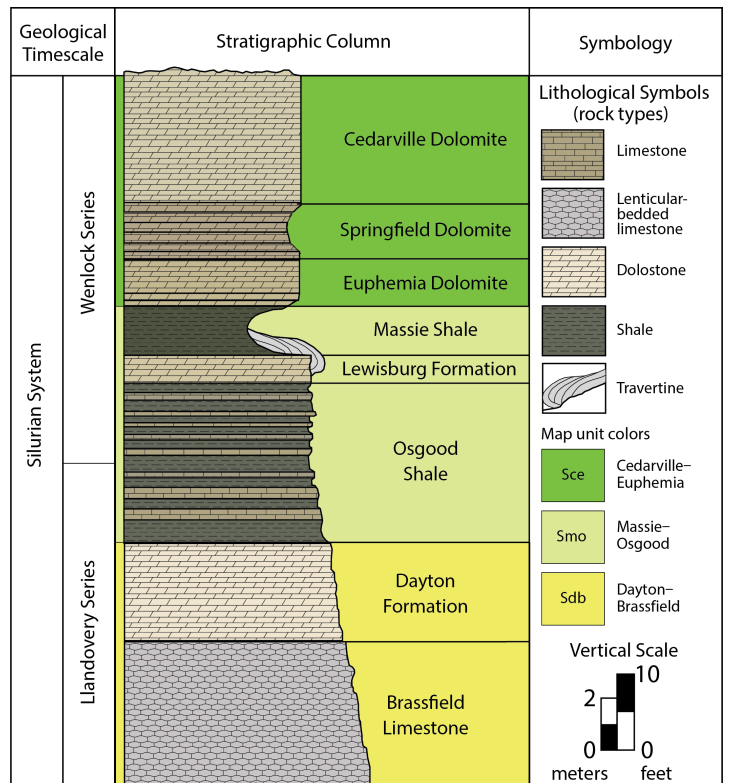 Geological
Timescale
Stratigraphic Column
Symbology
Silurian System
Wenlock Series
Llandovery Series
Cedarville Dolomite
Springfield Dolomite
Euphemia Dolomite
Massie Shale
Lewisburg Formation
Osgood
Shale
Dayton
Formation
Brassfield
Limestone
Lithological Symbols
(rock types)
Limestone
Lenticular-
bedded
limestone
Dolostone
Shale
Travertine
Map unit colors
Sce
Cedarville–
Euphemia
Smo
Massie–
Osgood
Sdb
Dayton–
Brassfield
Vertical Scale
10
2
0 0
meters feet